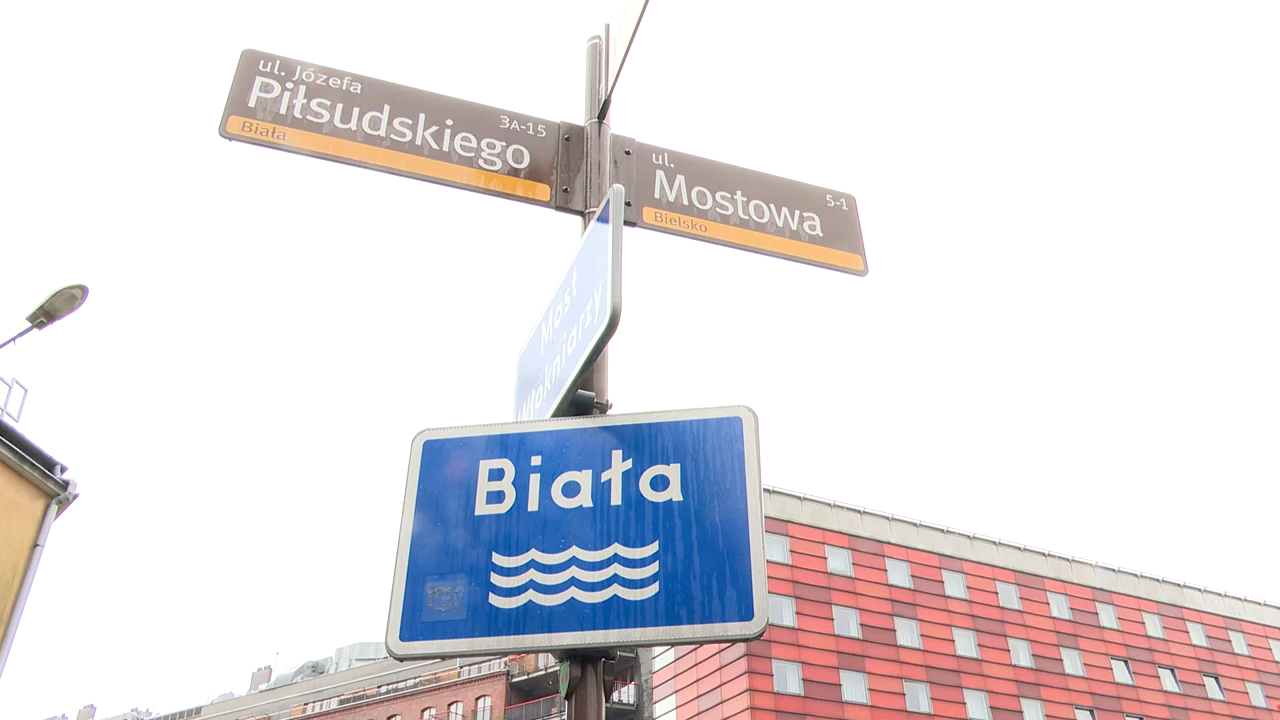 ul. Józefa
Piłsudskiego
3A-15
Biała
ul.
Mostowa
5-1
Bielsko
Most
Włókniarzy
Biała